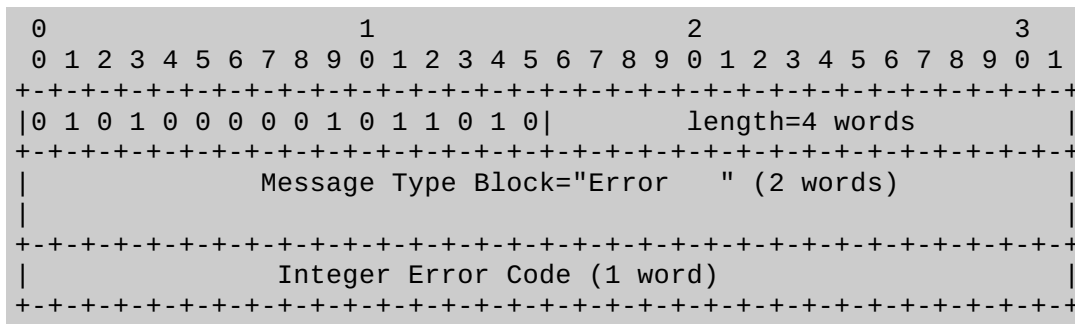 0                   1                   2                   3
 0 1 2 3 4 5 6 7 8 9 0 1 2 3 4 5 6 7 8 9 0 1 2 3 4 5 6 7 8 9 0 1
+-+-+-+-+-+-+-+-+-+-+-+-+-+-+-+-+-+-+-+-+-+-+-+-+-+-+-+-+-+-+-+-+
|0 1 0 1 0 0 0 0 0 1 0 1 1 0 1 0|        length=4 words         |
+-+-+-+-+-+-+-+-+-+-+-+-+-+-+-+-+-+-+-+-+-+-+-+-+-+-+-+-+-+-+-+-+
|              Message Type Block="Error   " (2 words)          |
|                                                               |
+-+-+-+-+-+-+-+-+-+-+-+-+-+-+-+-+-+-+-+-+-+-+-+-+-+-+-+-+-+-+-+-+
|               Integer Error Code (1 word)                     |
+-+-+-+-+-+-+-+-+-+-+-+-+-+-+-+-+-+-+-+-+-+-+-+-+-+-+-+-+-+-+-+-+